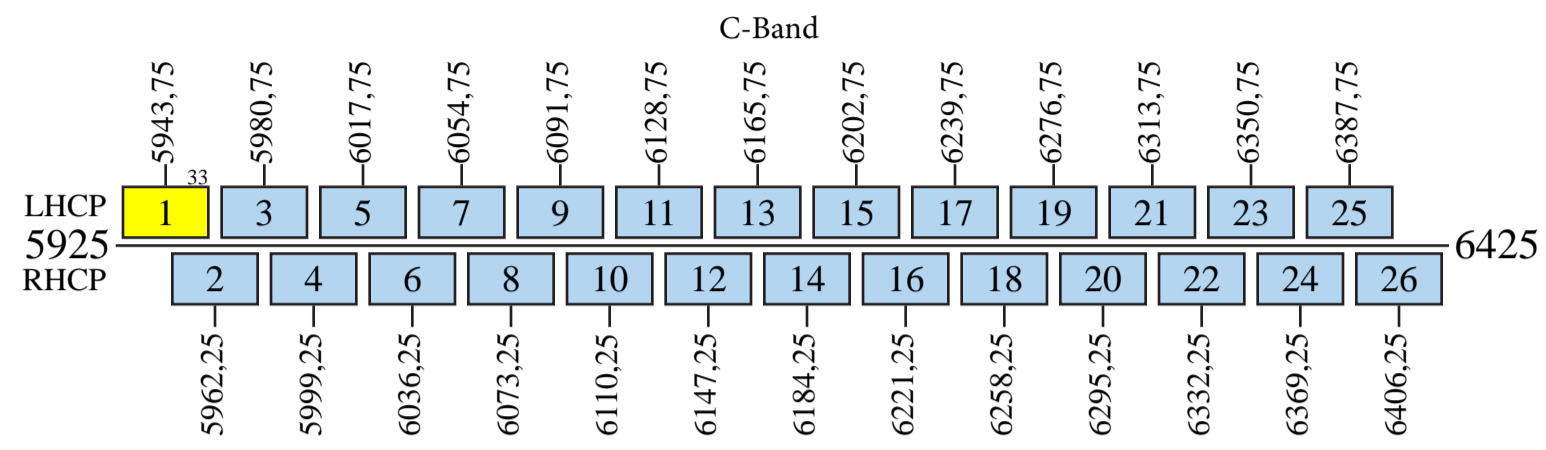 C-Band
5943,75 5980,75 6017,75 6054,75 6091,75 6128,75 6165,75 6202,75 6239,75 6276,75 6313,75 6350,75 6387,75
33
LHCP 1 3 5 7 9 11 13 15 17 19 21 23 25
5925 6425
RHCP 2 4 6 8 10 12 14 16 18 20 22 24 26
5962,25 5999,25 6036,25 6073,25 6110,25 6147,25 6184,25 6221,25 6258,25 6295,25 6332,25 6369,25 6406,25